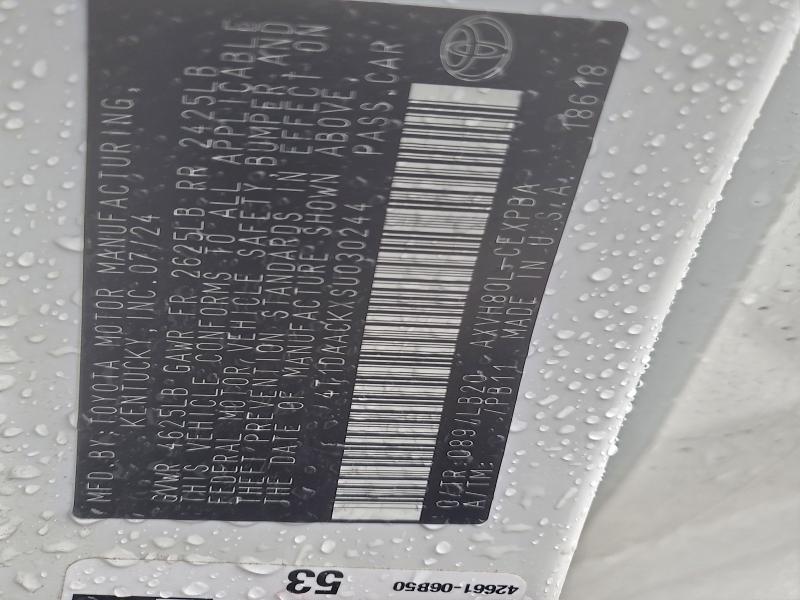 MFD.BY:TOYOTA MOTOR MANUFACTURING,
KENTUCKY, INC.07/24
GVWR 4625LB GAWR FR 2625LB RR 2425LB
THIS VEHICLE CONFORMS TO ALL APPLICABLE
FEDERAL MOTOR VEHICLE SAFETY, BUMPER, AND
THEFT PREVENTION STANDARDS IN EFFECT ON
THE DATE OF MANUFACTURE SHOWN ABOVE.
4T1DAACKXSU030244 PASS.CAR
C/TR:089/LB20 AXVH80L-CEXPBA
A/TM: /PB11 MADE IN U.S.A. 18618
53 42661-06B50